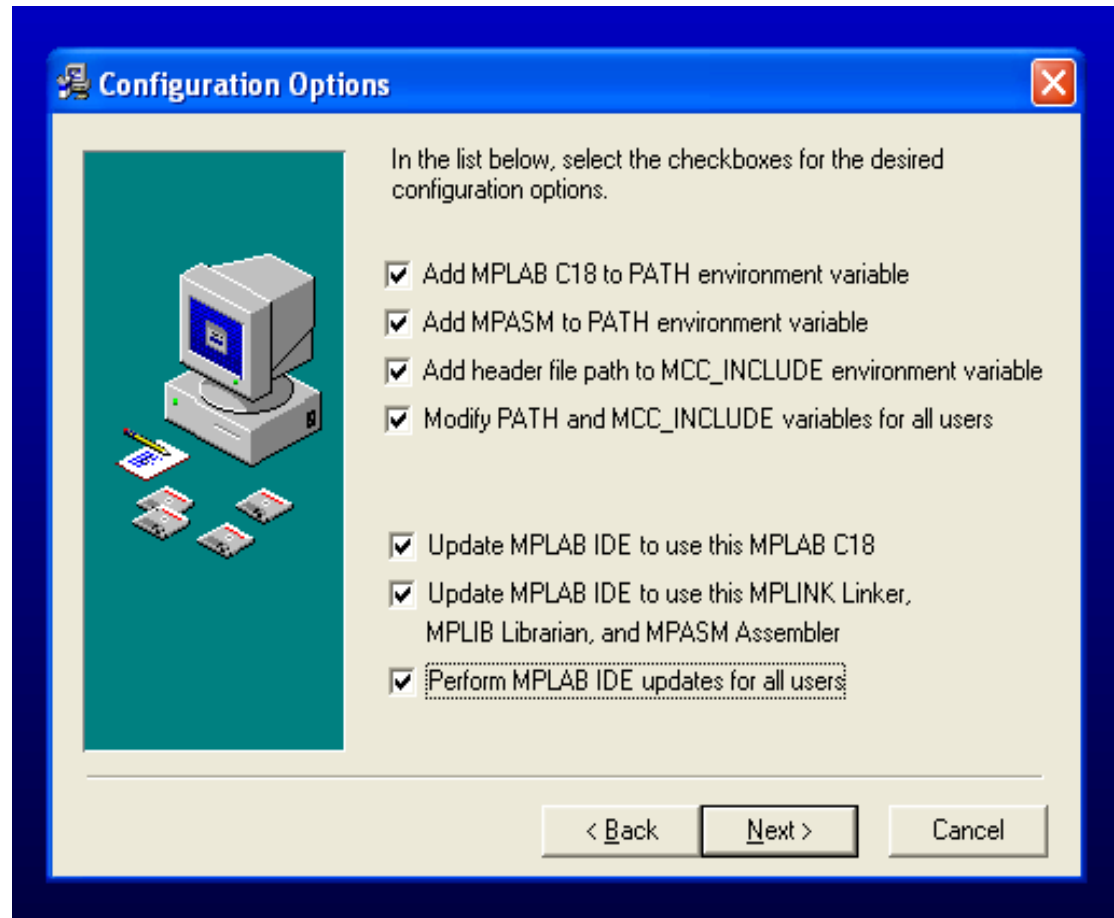 Configuration Options
In the list below, select the checkboxes for the desired
configuration options.
Add MPLAB C18 to PATH environment variable
Add MPASM to PATH environment variable
Add header file path to MCC_INCLUDE environment variable
Modify PATH and MCC_INCLUDE variables for all users
Update MPLAB IDE to use this MPLAB C18
Update MPLAB IDE to use this MPLINK Linker,
MPLIB Librarian, and MPASM Assembler
Perform MPLAB IDE updates for all users
< Back Next > Cancel